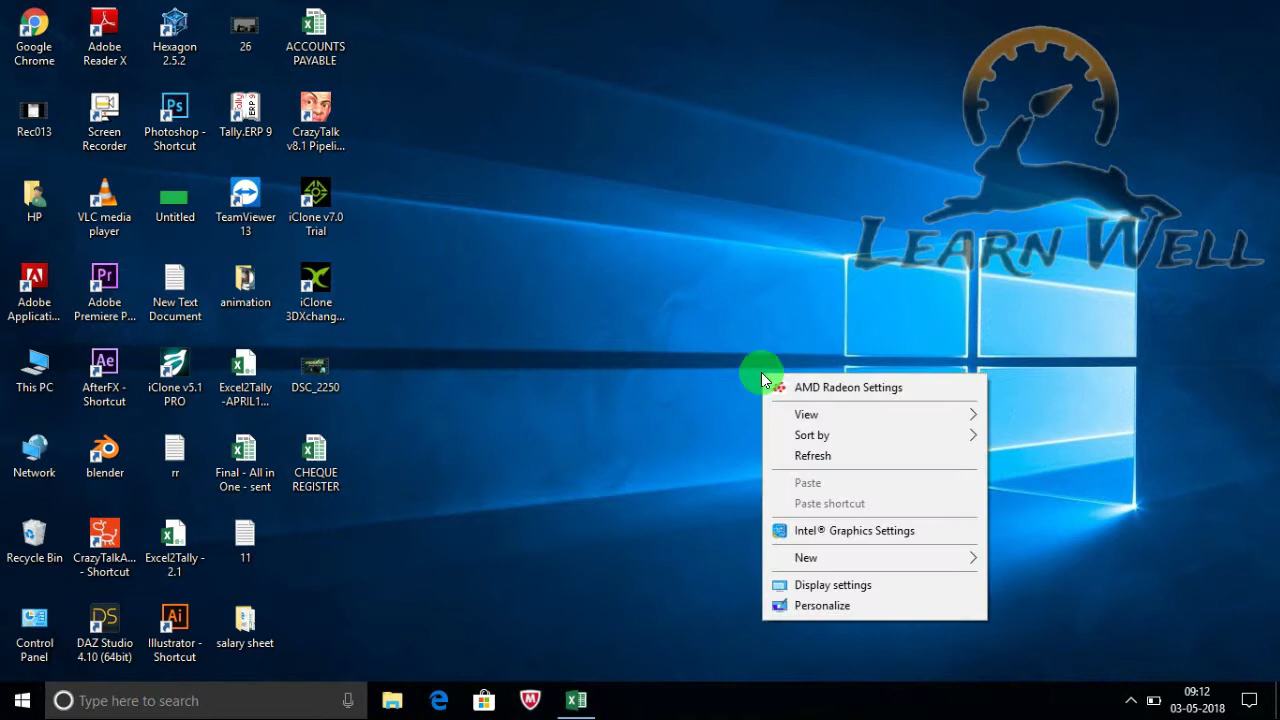 Google
Chrome
Adobe
Reader X
Hexagon
2.5.2
26
ACCOUNTS
PAYABLE
Rec013
Screen
Recorder
Photoshop -
Shortcut
Tally.ERP 9
CrazyTalk
v8.1 Pipeli...
HP
VLC media
player
Untitled
TeamViewer
13
iClone v7.0
Trial
Adobe
Applicati...
Adobe
Premiere P...
New Text
Document
animation
iClone
3DXchang...
This PC
AfterFX -
Shortcut
iClone v5.1
PRO
Excel2Tally
-APRIL1...
DSC_2250
Network
blender
rr
Final - All in
One - sent
CHEQUE
REGISTER
Recycle Bin
CrazyTalkA...
- Shortcut
Excel2Tally -
2.1
11
Control
Panel
DAZ Studio
4.10 (64bit)
Illustrator -
Shortcut
salary sheet
LEARN WELL
AMD Radeon Settings
View
Sort by
Refresh
Paste
Paste shortcut
Intel® Graphics Settings
New
Display settings
Personalize
Type here to search
09:12
03-05-2018